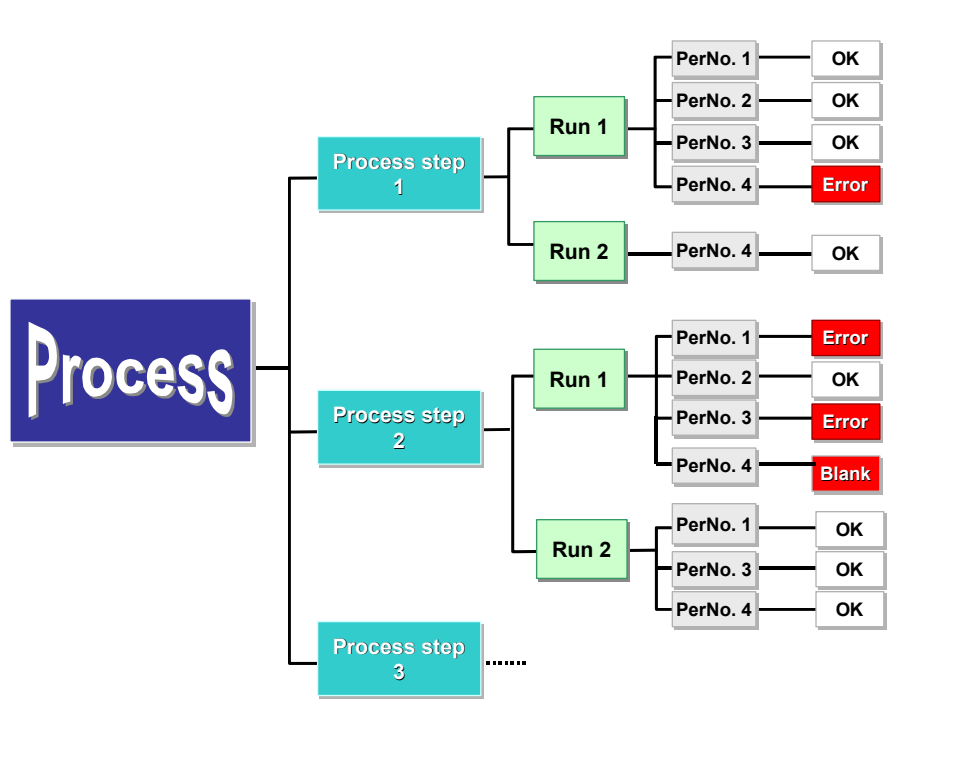 Process
Process step
1
Run 1
PerNo. 1
OK
PerNo. 2
OK
PerNo. 3
OK
PerNo. 4
Error
Run 2
PerNo. 4
OK
Process step
2
Run 1
PerNo. 1
Error
PerNo. 2
OK
PerNo. 3
Error
PerNo. 4
Blank
Run 2
PerNo. 1
OK
PerNo. 3
OK
PerNo. 4
OK
Process step
3